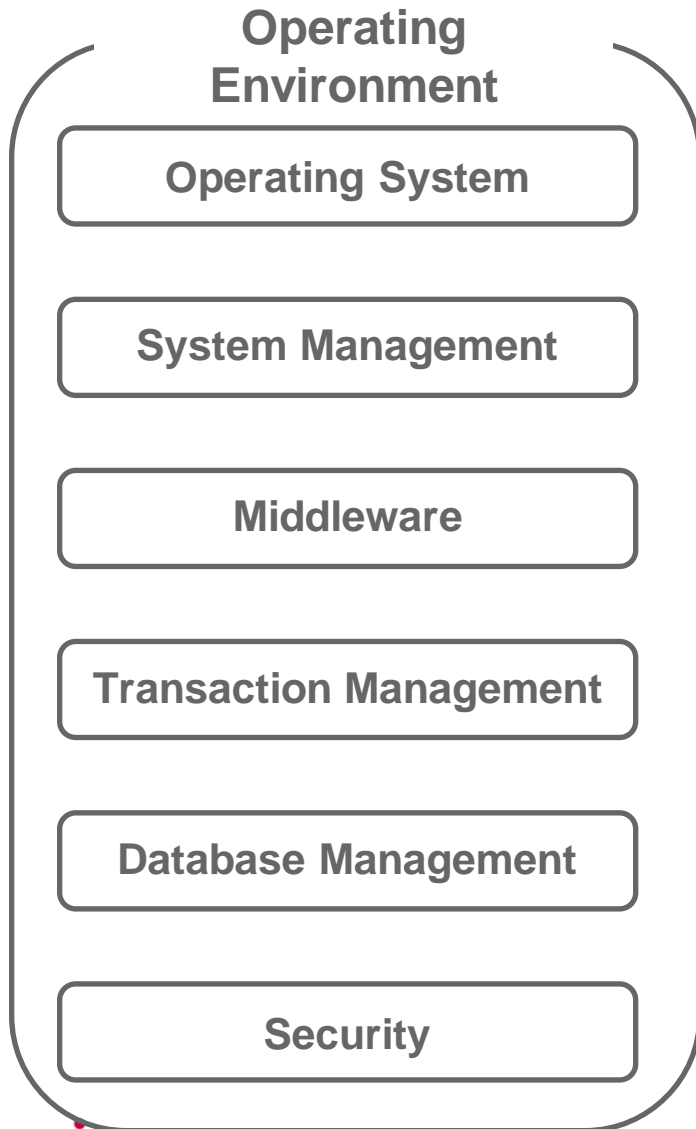 Operating
Environment
Operating System
System Management
Middleware
Transaction Management
Database Management
Security